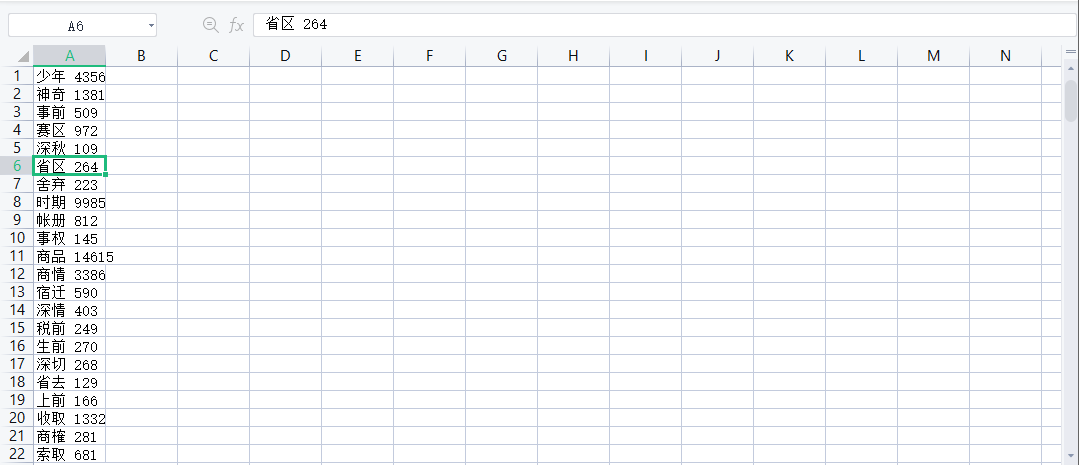 A6 fx 省区 264
A B C D E F G H I J K L M N
1 少年 4356
2 神奇 1381
3 事前 509
4 赛区 972
5 深秋 109
6 省区 264
7 舍弃 223
8 时期 9985
9 帐册 812
10 事权 145
11 商品 14615
12 商情 3386
13 宿迁 590
14 深情 403
15 税前 249
16 生前 270
17 深切 268
18 省去 129
19 上前 166
20 收取 1332
21 商榷 281
22 索取 681